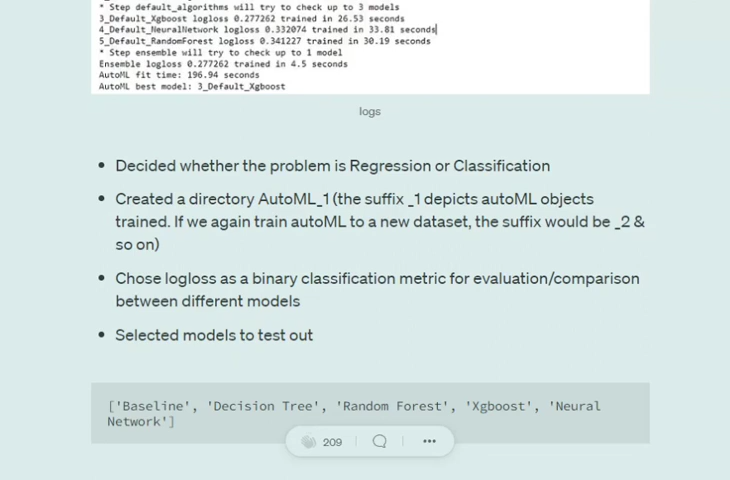 * Step default_algorithms will try to check up to 3 models
3_Default_Xgboost logloss 0.277262 trained in 26.53 seconds
4_Default_NeuralNetwork logloss 0.332074 trained in 33.81 seconds
5_Default_RandomForest logloss 0.341227 trained in 30.19 seconds
* Step ensemble will try to check up to 1 model
Ensemble logloss 0.277262 trained in 4.5 seconds
AutoML fit time: 196.94 seconds
AutoML best model: 3_Default_Xgboost
logs
• Decided whether the problem is Regression or Classification
• Created a directory AutoML_1 (the suffix _1 depicts autoML objects
trained. If we again train autoML to a new dataset, the suffix would be _2 &
so on)
• Chose logloss as a binary classification metric for evaluation/comparison
between different models
• Selected models to test out
['Baseline', 'Decision Tree', 'Random Forest', 'Xgboost', 'Neural
Network']
209